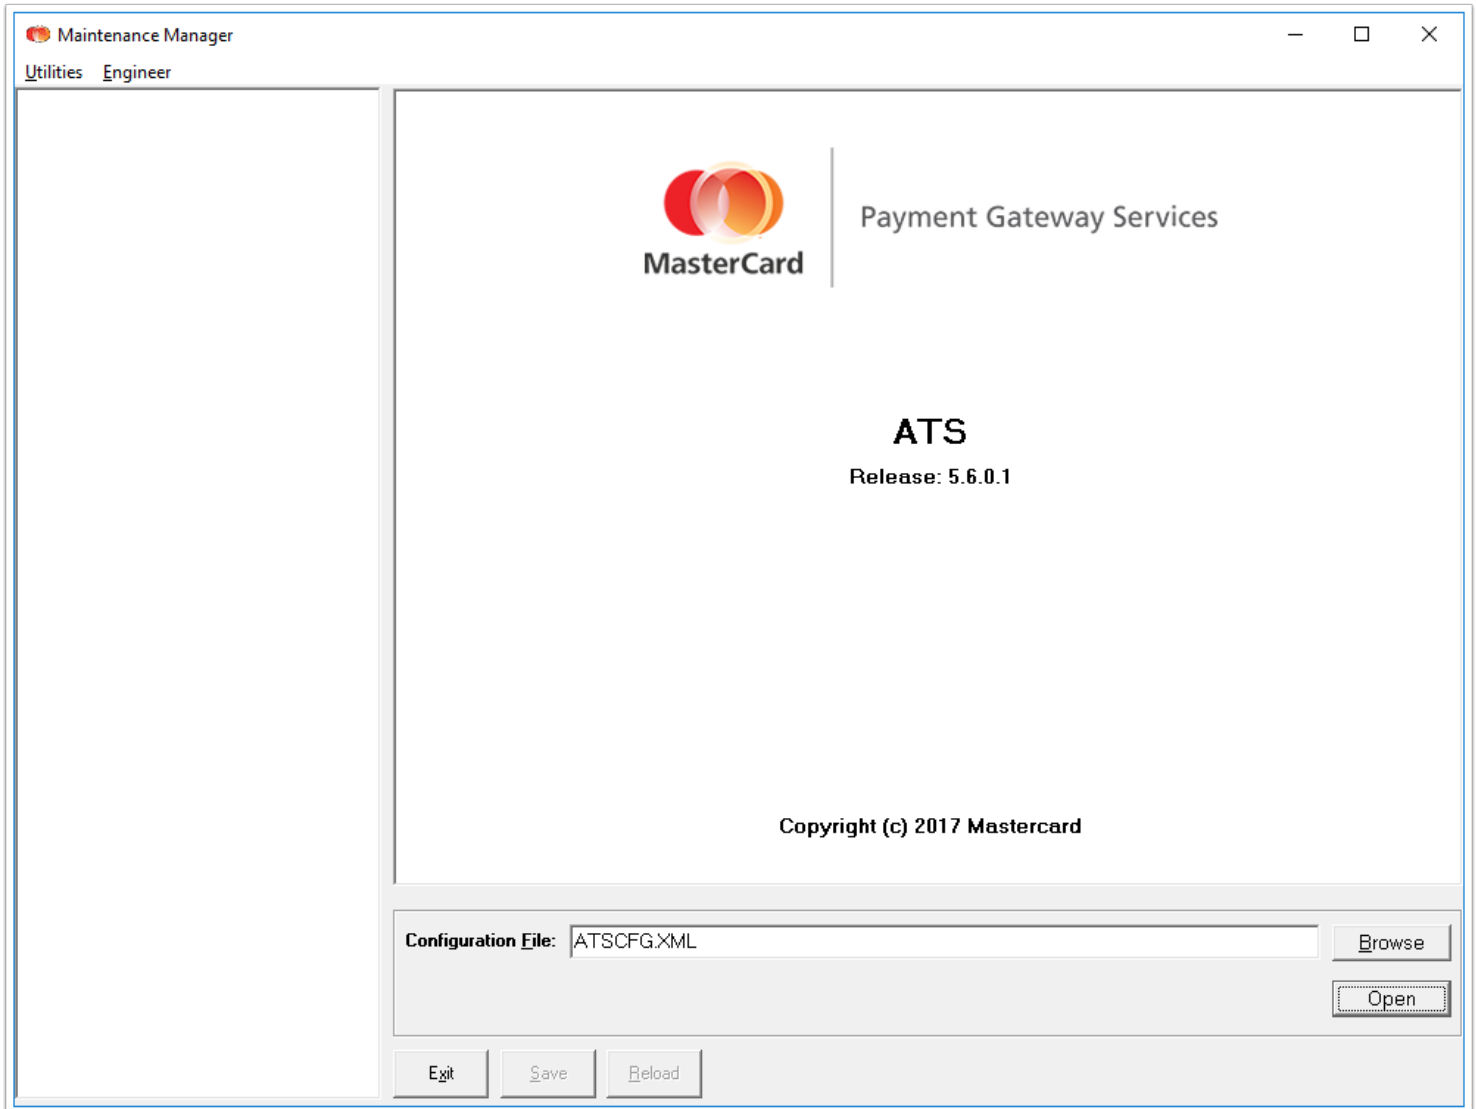 Maintenance Manager
Utilities Engineer
MasterCard
Payment Gateway Services
ATS
Release: 5.6.0.1
Copyright (c) 2017 Mastercard
Configuration File: ATSCFG.XML Browse
Open
Exit Save Reload